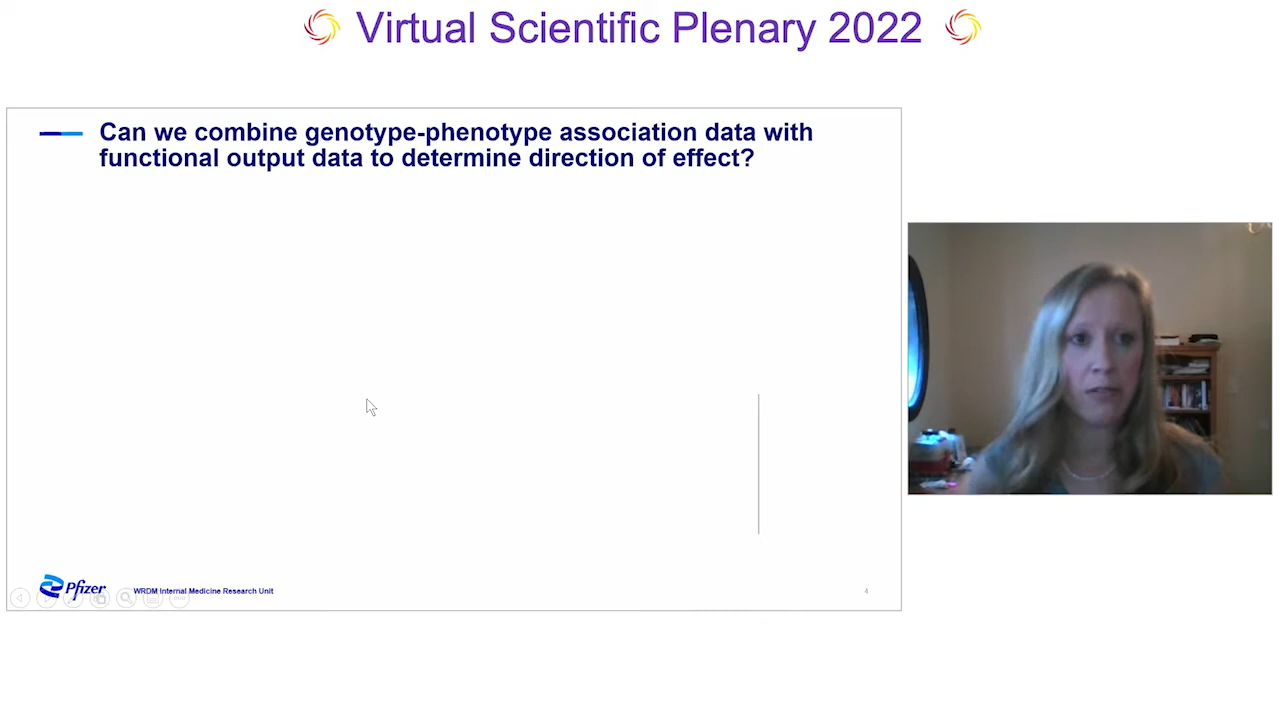 Virtual Scientific Plenary 2022
Can we combine genotype-phenotype association data with
functional output data to determine direction of effect?
Pfizer
WRDM Internal Medicine Research Unit
4